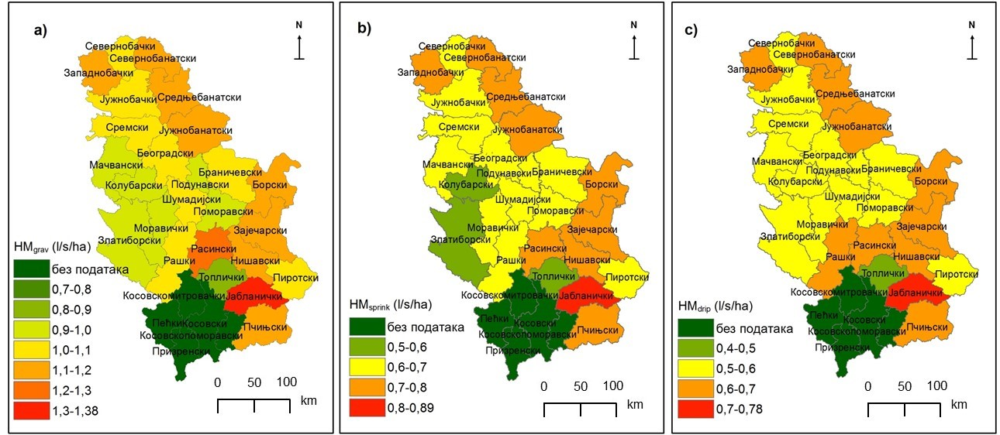 a)
N
Севернобачки
Севернобанатски
Западнобачки
Јужнобачки
Средњебанатски
Сремски
Јужнобанатски
Београдски
Мачвански
Браничевски
Колубарски
Подунавски
Борски
Шумадијски
Поморавски
Моравички
Зајечарски
Златиборски
Расински
Рашки
Нишавски
Топлички
Пиротски
Косовскомитровачки
Јабланички
Пећки
Косовски
Пчињски
Косовскопоморавски
Призренски
HMgrav (l/s/ha)
без података
0,7-0,8
0,8-0,9
0,9-1,0
1,0-1,1
1,1-1,2
1,2-1,3
1,3-1,38
0 50 100
km
b)
N
Севернобачки
Севернобанатски
Западнобачки
Јужнобачки
Средњебанатски
Сремски
Јужнобанатски
Београдски
Мачвански
Подунавски
Браничевски
Колубарски
Борски
Шумадијски
Поморавски
Моравички
Зајечарски
Златиборски
Расински
Рашки
Нишавски
Топлички
Пиротски
Косовскомитровачки
Јабланички
Пећки
Косовски
Пчињски
Косовскопоморавски
Призренски
HMsprink (l/s/ha)
без података
0,5-0,6
0,6-0,7
0,7-0,8
0,8-0,89
0 50 100
km
c)
N
Севернобачки
Севернобанатски
Западнобачки
Јужнобачки
Средњебанатски
Сремски
Јужнобанатски
Београдски
Мачвански
Подунавски
Браничевски
Колубарски
Борски
Шумадијски
Поморавски
Моравички
Зајечарски
Златиборски
Расински
Рашки
Нишавски
Топлички
Пиротски
Косовскомитровачки
Јабланички
Пећки
Косовски
Пчињски
Косовскопоморавски
Призренски
HMdrip (l/s/ha)
без података
0,4-0,5
0,5-0,6
0,6-0,7
0,7-0,78
0 50 100
km